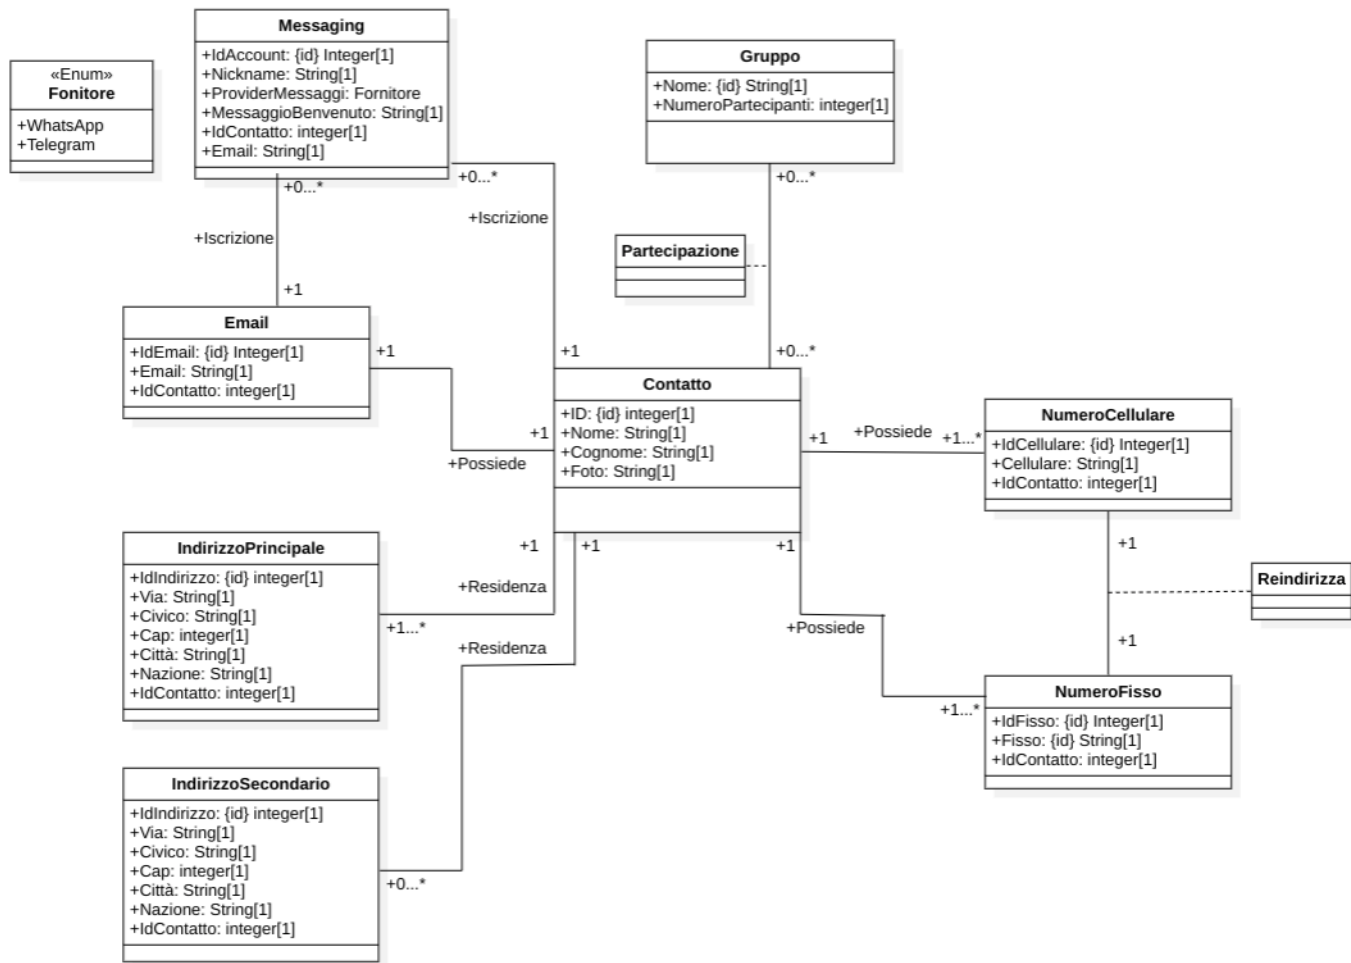 Messaging
+IdAccount: {id} Integer[1]
+Nickname: String[1]
+ProviderMessaggi: Fornitore
+MessaggioBenvenuto: String[1]
+IdContatto: integer[1]
+Email: String[1]
«Enum»
Fonitore
+WhatsApp
+Telegram
Gruppo
+Nome: {id} String[1]
+NumeroPartecipanti: integer[1]
+0...*
+0...*
+0...*
+Iscrizione
+Iscrizione
Partecipazione
+1
+1
+0...*
Email
+IdEmail: {id} Integer[1]
+Email: String[1]
+IdContatto: integer[1]
+1
+1
+Possiede
Contatto
+ID: {id} integer[1]
+Nome: String[1]
+Cognome: String[1]
+Foto: String[1]
+1
+Possiede
+1...*
NumeroCellulare
+IdCellulare: {id} Integer[1]
+Cellulare: String[1]
+IdContatto: integer[1]
+1
+1
+1
+1
+Residenza
+1...*
+Residenza
+Possiede
+1...*
Reindirizza
+1
IndirizzoPrincipale
+IdIndirizzo: {id} integer[1]
+Via: String[1]
+Civico: String[1]
+Cap: integer[1]
+Città: String[1]
+Nazione: String[1]
+IdContatto: integer[1]
NumeroFisso
+IdFisso: {id} Integer[1]
+Fisso: {id} String[1]
+IdContatto: integer[1]
IndirizzoSecondario
+IdIndirizzo: {id} integer[1]
+Via: String[1]
+Civico: String[1]
+Cap: integer[1]
+Città: String[1]
+Nazione: String[1]
+IdContatto: integer[1]
+0...*